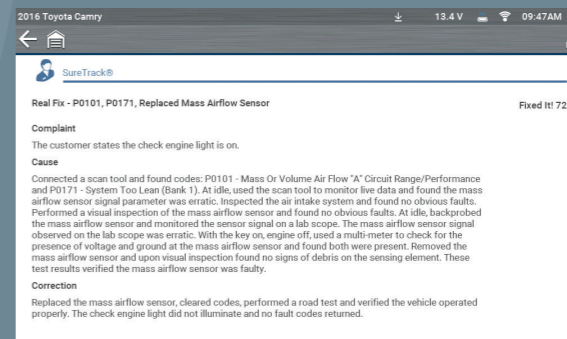 2016 Toyota Camry
13.4 V
09:47AM
SureTrack®
Real Fix - P0101, P0171, Replaced Mass Airflow Sensor
Fixed It! 72
Complaint
The customer states the check engine light is on.
Cause
Connected a scan tool and found codes: P0101 - Mass Or Volume Air Flow "A" Circuit Range/Performance
and P0171 - System Too Lean (Bank 1). At idle, used the scan tool to monitor live data and found the mass
airflow sensor signal parameter was erratic. Inspected the air intake system and found no obvious faults.
Performed a visual inspection of the mass airflow sensor and found no obvious faults. At idle, backprobed
the mass airflow sensor and monitored the sensor signal on a lab scope. The mass airflow sensor signal
observed on the lab scope was erratic. With the key on, engine off, used a multi-meter to check for the
presence of voltage and ground at the mass airflow sensor and found both were present. Removed the
mass airflow sensor and upon visual inspection found no signs of debris on the sensing element. These
test results verified the mass airflow sensor was faulty.
Correction
Replaced the mass airflow sensor, cleared codes, performed a road test and verified the vehicle operated
properly. The check engine light did not illuminate and no fault codes returned.